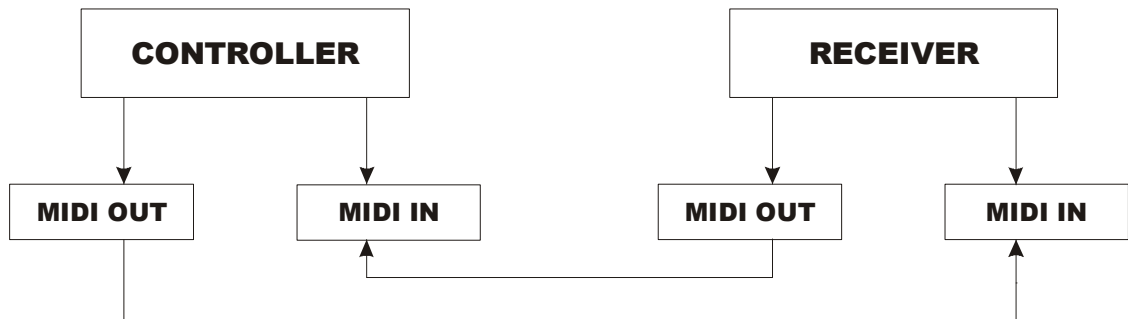 CONTROLLER
RECEIVER
MIDI OUT
MIDI IN
MIDI OUT
MIDI IN